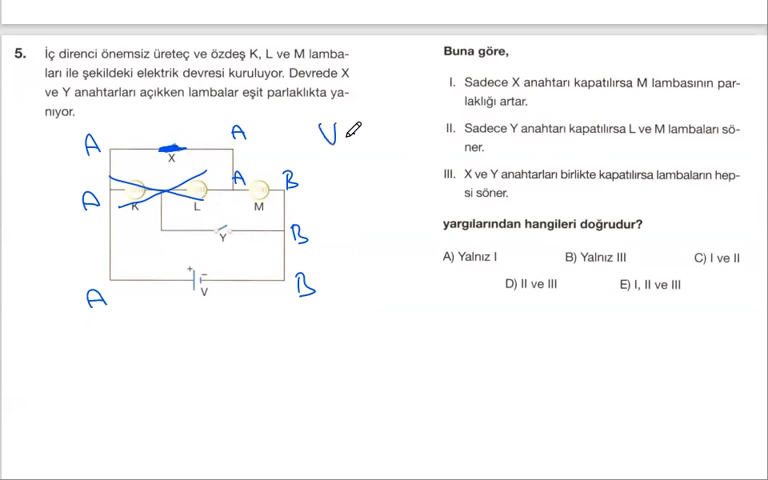 5. İç direnci önemsiz üreteç ve özdeş K, L ve M lamba-
ları ile şekildeki elektrik devresi kuruluyor. Devrede X
ve Y anahtarları açıkken lambalar eşit parlaklıkta ya-
nıyor.
A
A
V
X
A
A
B
K
L
M
Y
B
+
-
V
A
B
Buna göre,
I. Sadece X anahtarı kapatılırsa M lambasının par-
laklığı artar.
II. Sadece Y anahtarı kapatılırsa L ve M lambaları sö-
ner.
III. X ve Y anahtarları birlikte kapatılırsa lambaların hep-
si söner.
yargılarından hangileri doğrudur?
A) Yalnız I B) Yalnız III C) I ve II
D) II ve III E) I, II ve III